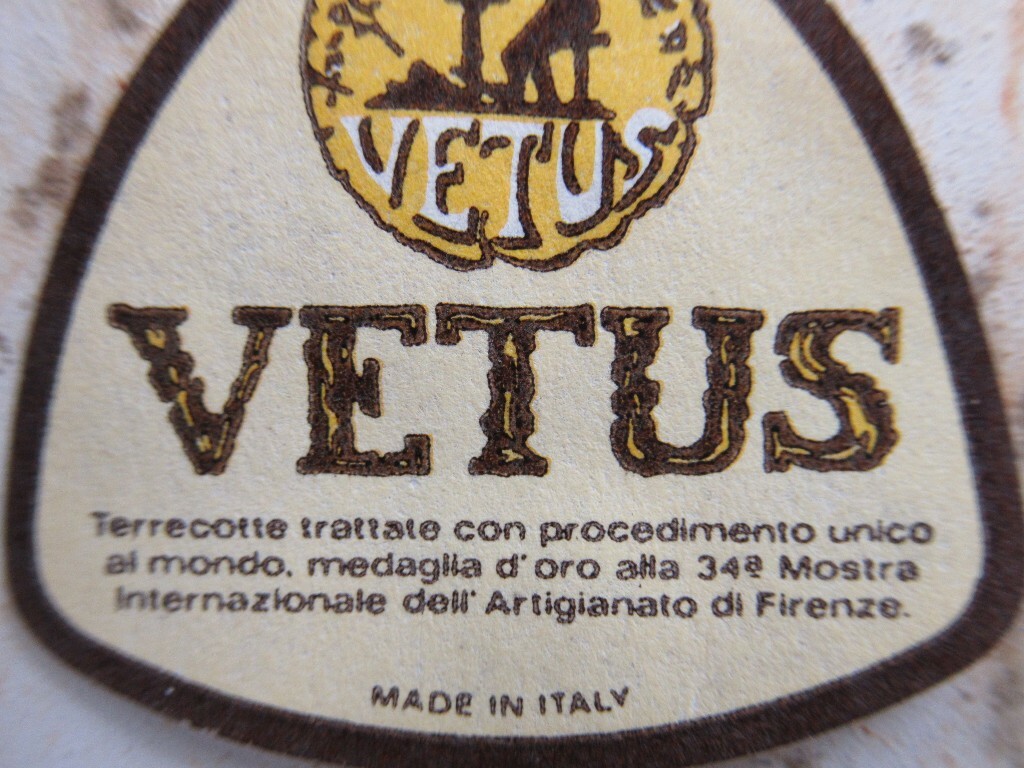 VETUS
VETUS
Terrecotte trattate con procedimento unico
al mondo. medaglia d'oro alla 34ª Mostra
Internazionale dell'Artigianato di Firenze.
MADE IN ITALY